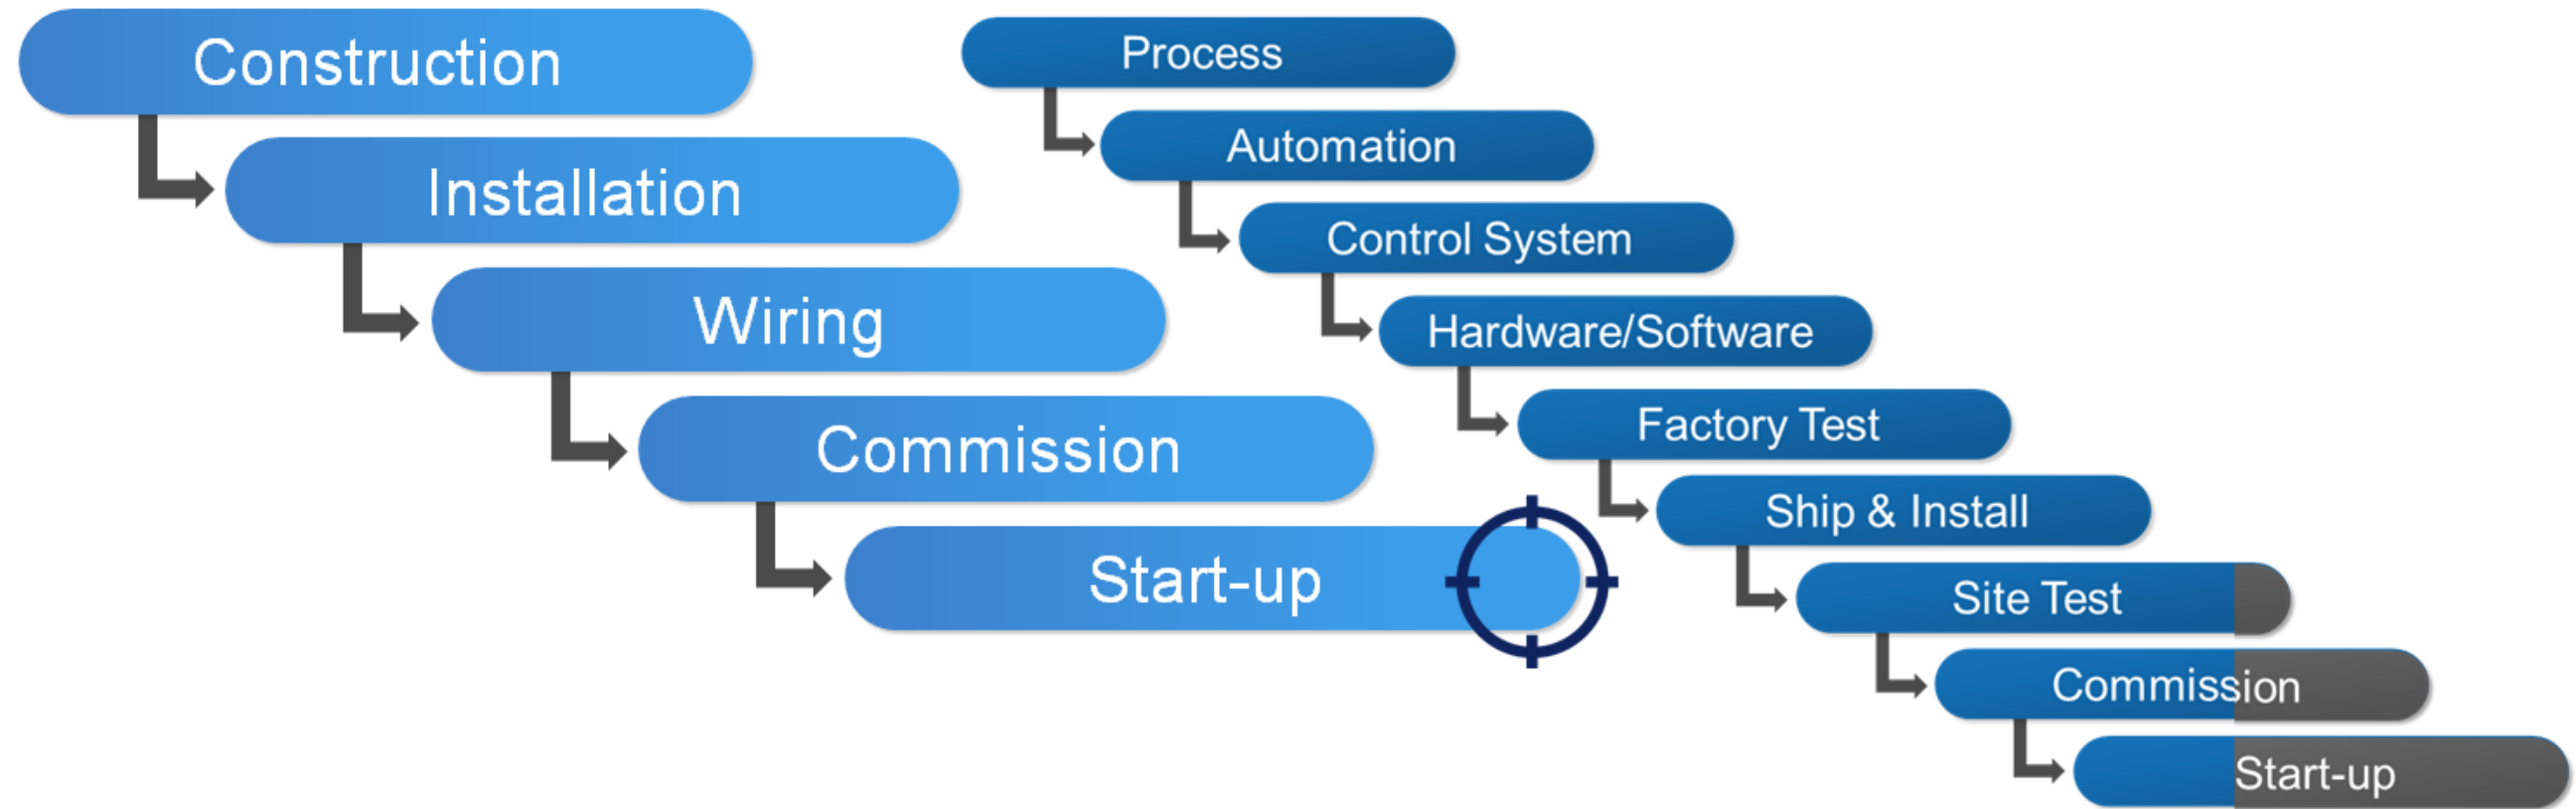 Construction
Installation
Wiring
Commission
Start-up
Process
Automation
Control System
Hardware/Software
Factory Test
Ship & Install
Site Test
Commission
Start-up